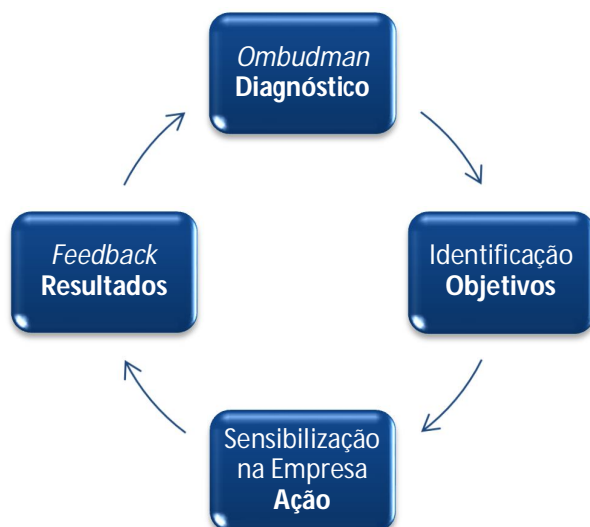 Ombudman
Diagnóstico
Identificação
Objetivos
Sensibilização
na Empresa
Ação
Feedback
Resultados